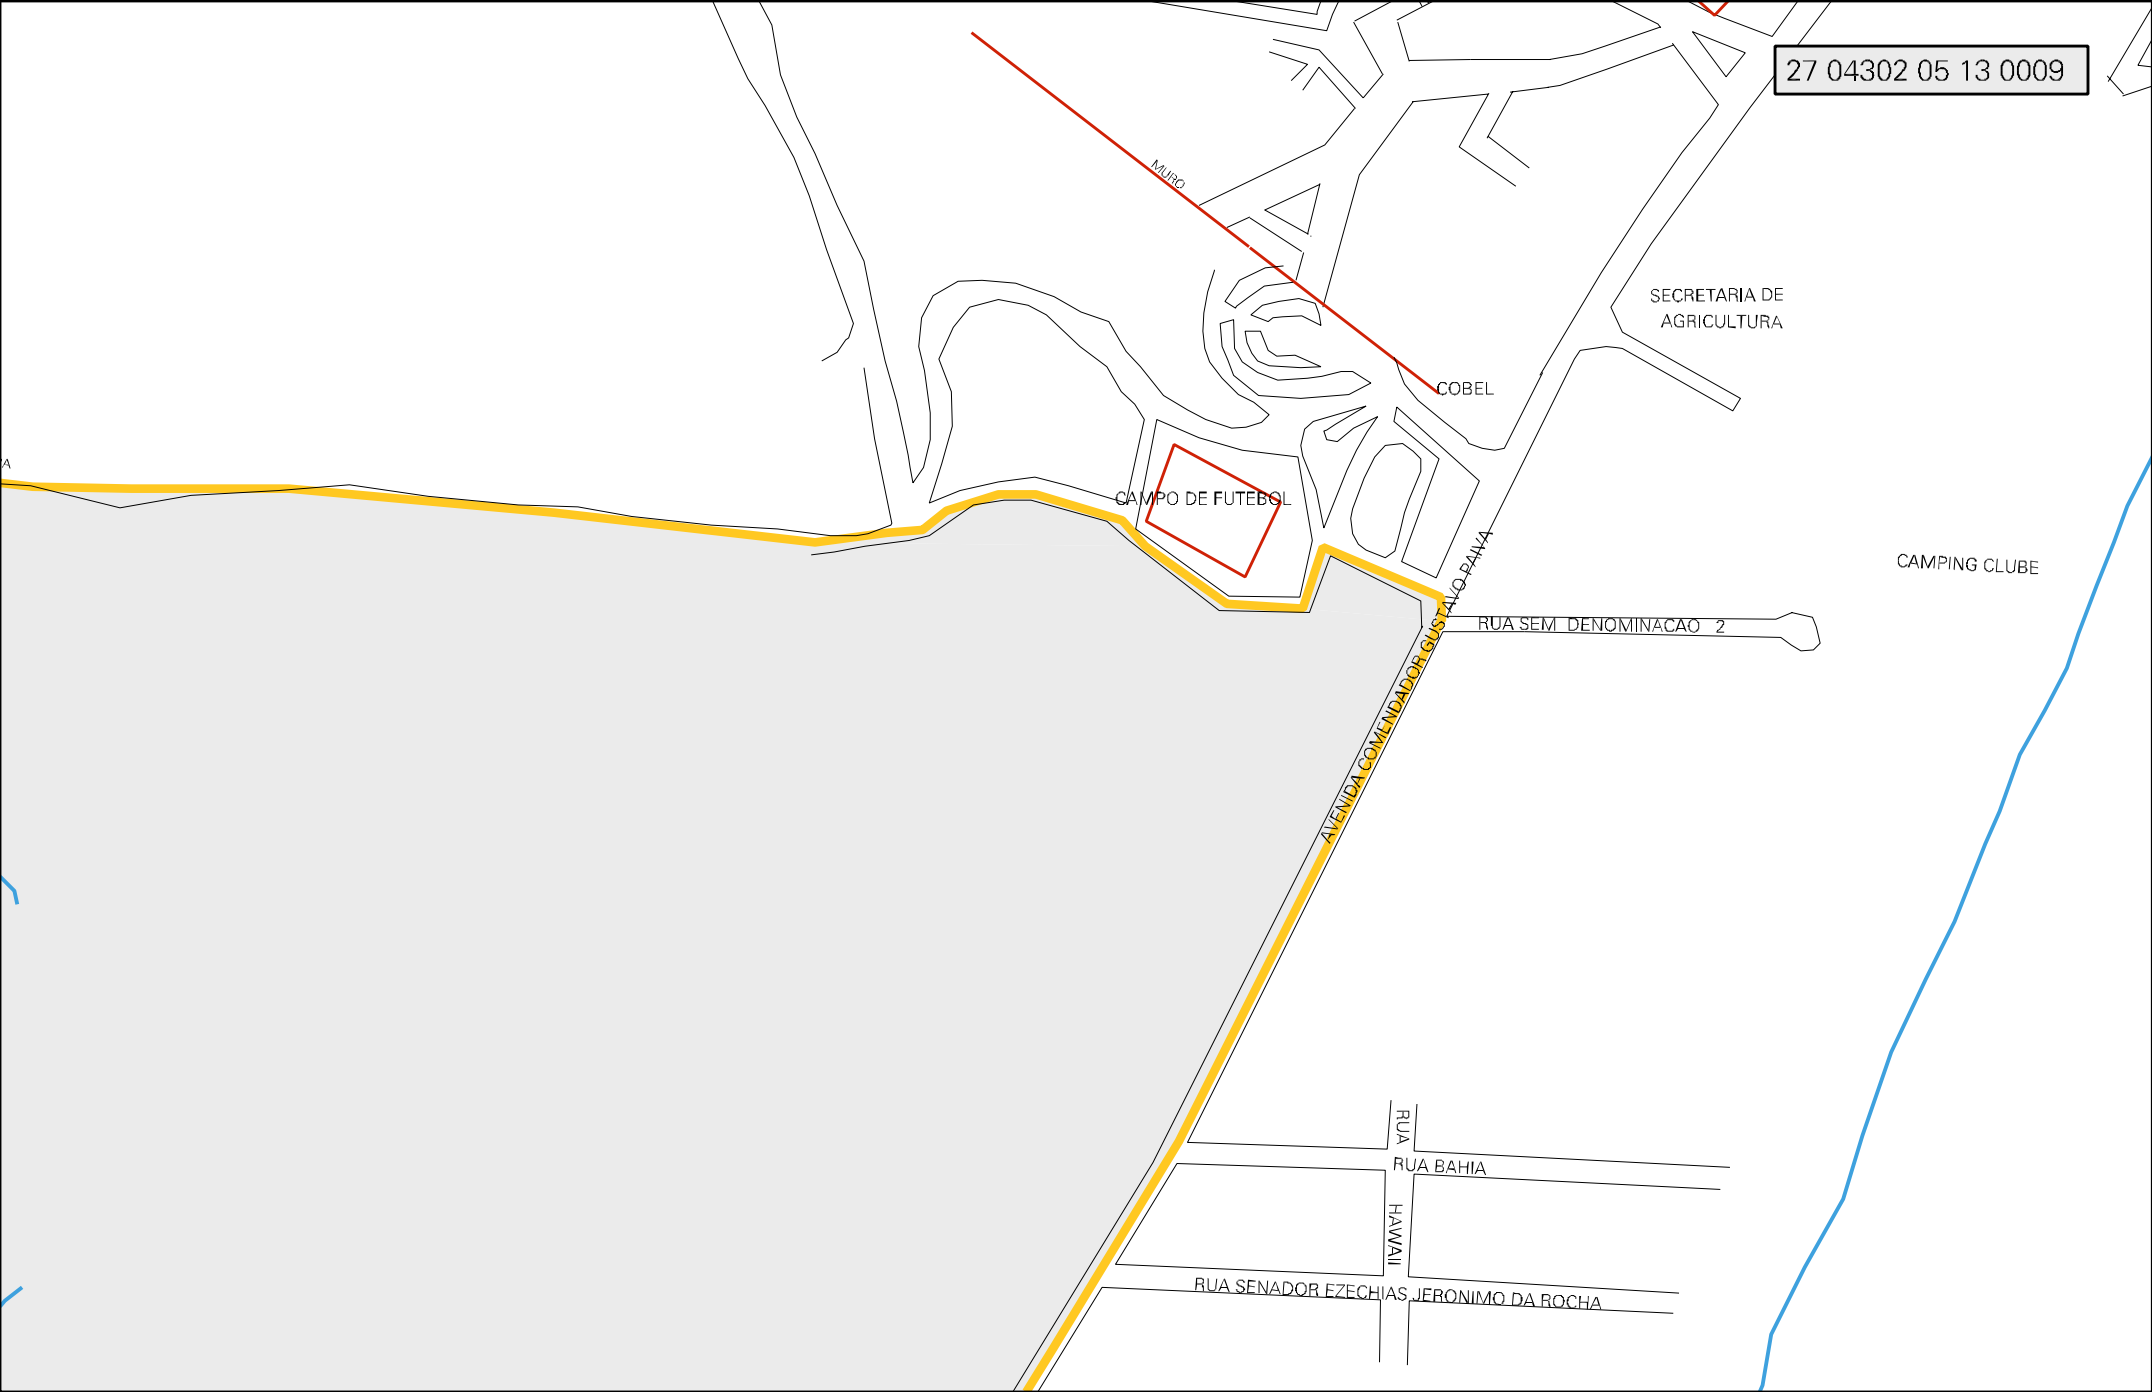 27 04302 05 13 0009
MURO
SECRETARIA DE
AGRICULTURA
COBEL
CAMPO DE FUTEBOL
CAMPING CLUBE
AVENIDA COMENDADOR GUSTAVO PAIVA
RUA SEM DENOMINACAO 2
RUA
HAWAII
RUA BAHIA
RUA SENADOR EZECHIAS JERONIMO DA ROCHA